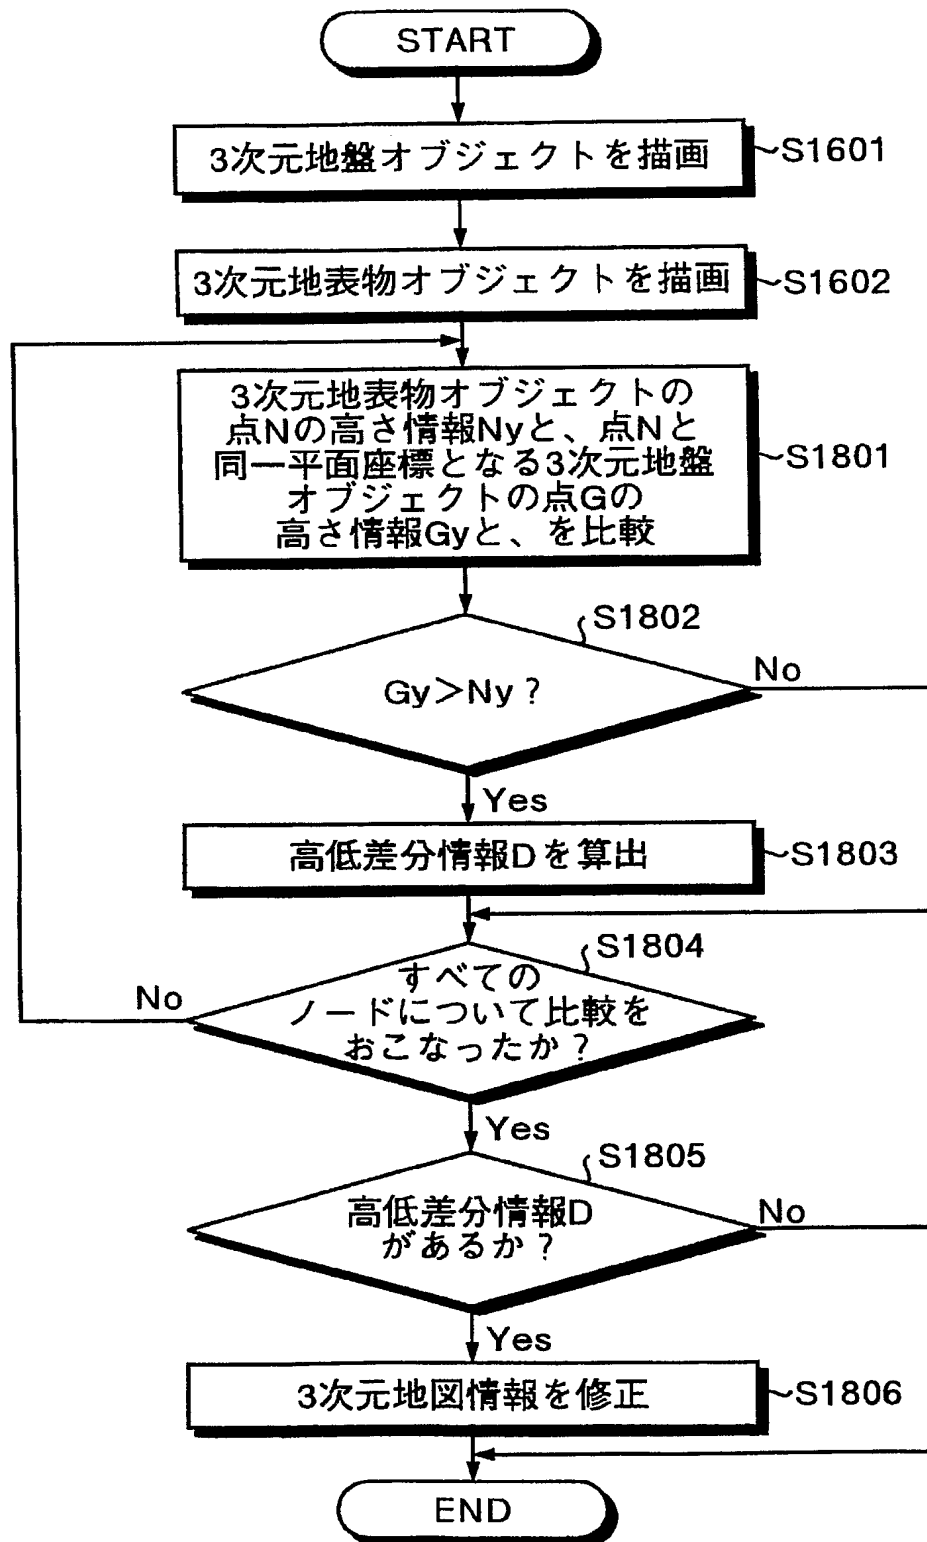 START
3次元地盤オブジェクトを描画
S1601
3次元地表物オブジェクトを描画
S1602
3次元地表物オブジェクトの
点Nの高さ情報Nyと、点Nと
同一平面座標となる3次元地盤
オブジェクトの点Gの
高さ情報Gyと、を比較
S1801
S1802
Gy>Ny?
No
Yes
高低差分情報Dを算出
S1803
S1804
すべての
ノードについて比較を
おこなったか?
No
Yes
S1805
高低差分情報D
があるか?
No
Yes
3次元地図情報を修正
S1806
END